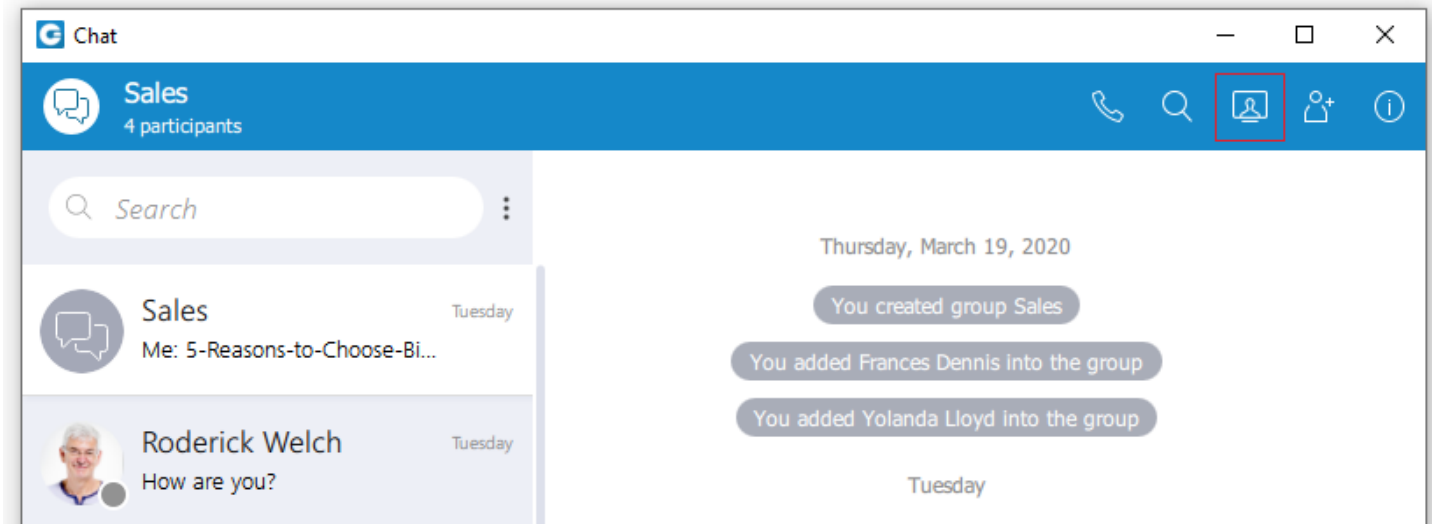 Chat
Sales
4 participants
Search
Sales
Tuesday
Me: 5-Reasons-to-Choose-Bi...
Roderick Welch
Tuesday
How are you?
Thursday, March 19, 2020
You created group Sales
You added Frances Dennis into the group
You added Yolanda Lloyd into the group
Tuesday